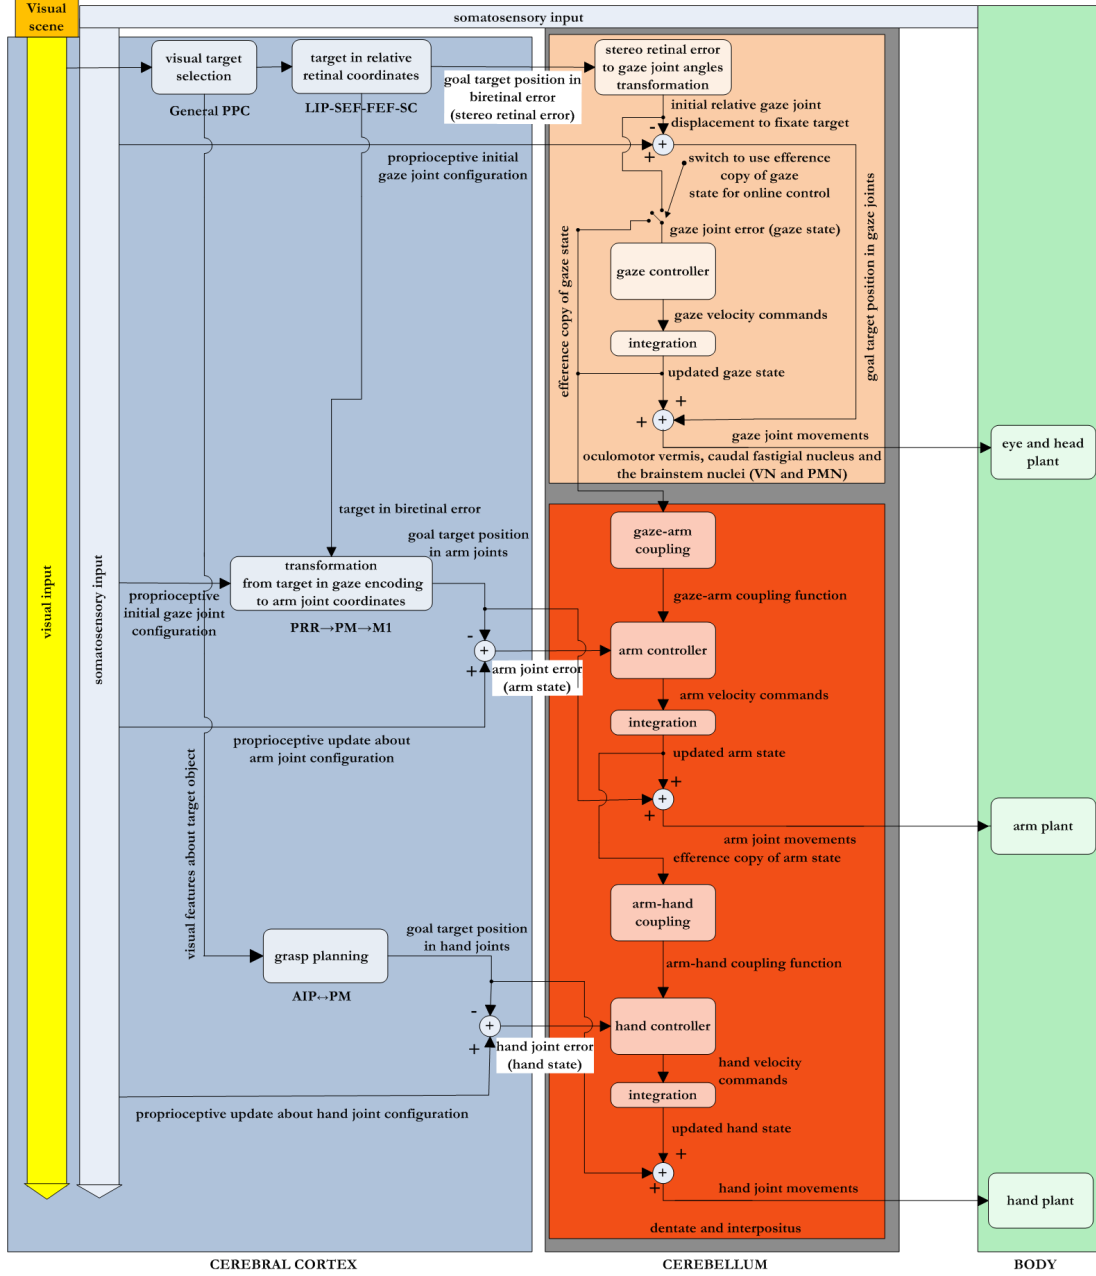 Visual
scene
somatosensory input
visual target
selection
General PPC
target in relative
retinal coordinates
LIP-SEF-FEF-SC
goal target position in
biretinal error
(stereo retinal error)
stereo retinal error
to gaze joint angles
transformation
initial relative gaze joint
displacement to fixate target
-
+
+
proprioceptive initial
gaze joint configuration
switch to use efference
copy of gaze
state for online control
gaze joint error (gaze state)
efference copy of gaze state
goal target position in gaze joints
gaze controller
gaze velocity commands
integration
updated gaze state
+
+
+
gaze joint movements
oculomotor vermis, caudal fastigial nucleus and
the brainstem nuclei (VN and PMN)
eye and head
plant
target in biretinal error
goal target position
in arm joints
gaze-arm
coupling
gaze-arm coupling function
visual input
somatosensory input
proprioceptive
initial gaze joint
configuration
transformation
from target in gaze encoding
to arm joint coordinates
PRR→PM→M1
-
+
+
arm joint error
(arm state)
arm controller
arm velocity commands
integration
updated arm state
proprioceptive update about
arm joint configuration
+
+
+
arm joint movements
efference copy of arm state
arm plant
visual features about target object
arm-hand
coupling
arm-hand coupling function
goal target position
in hand joints
grasp planning
AIP↔PM
-
+
+
hand joint error
(hand state)
hand controller
hand velocity
commands
integration
updated hand state
proprioceptive update about hand joint configuration
+
+
+
hand joint movements
hand plant
dentate and interpositus
CEREBRAL CORTEX
CEREBELLUM
BODY